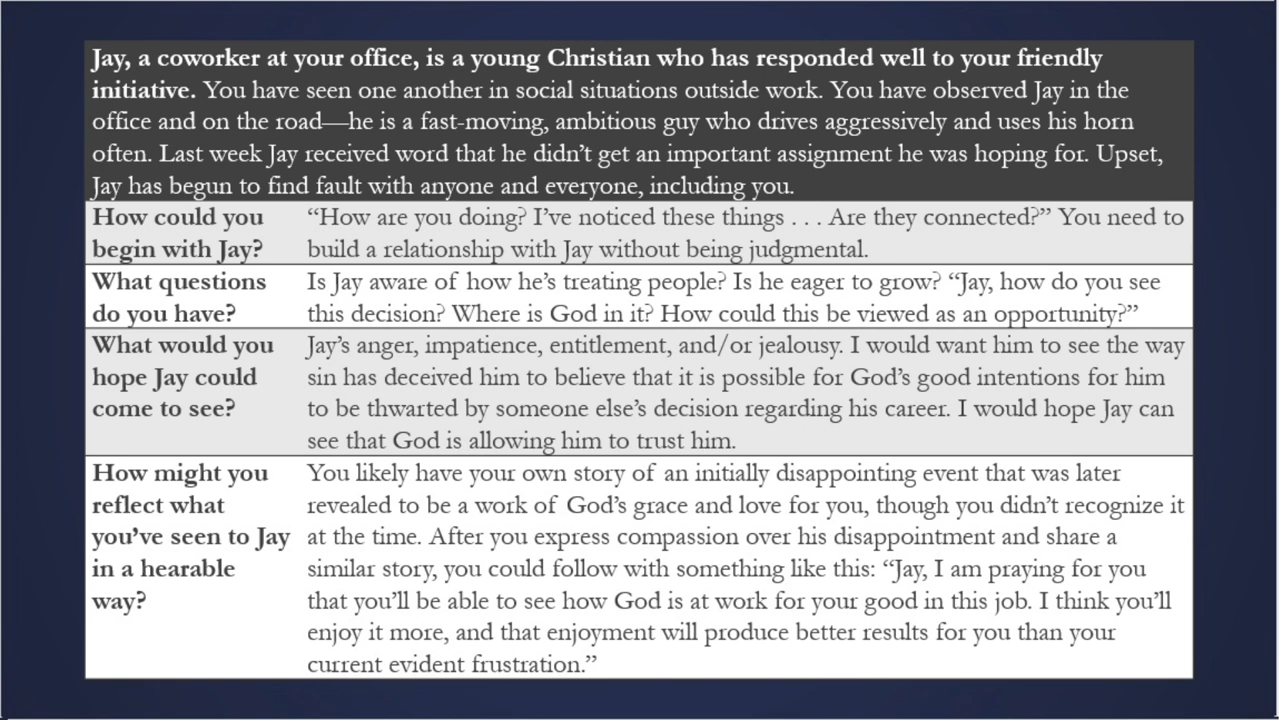 Jay, a coworker at your office, is a young Christian who has responded well to your friendly
initiative. You have seen one another in social situations outside work. You have observed Jay in the
office and on the road—he is a fast-moving, ambitious guy who drives aggressively and uses his horn
often. Last week Jay received word that he didn’t get an important assignment he was hoping for. Upset,
Jay has begun to find fault with anyone and everyone, including you.
How could you
begin with Jay?
“How are you doing? I’ve noticed these things . . . Are they connected?” You need to
build a relationship with Jay without being judgmental.
What questions
do you have?
Is Jay aware of how he’s treating people? Is he eager to grow? “Jay, how do you see
this decision? Where is God in it? How could this be viewed as an opportunity?”
What would you
hope Jay could
come to see?
Jay’s anger, impatience, entitlement, and/or jealousy. I would want him to see the way
sin has deceived him to believe that it is possible for God’s good intentions for him
to be thwarted by someone else’s decision regarding his career. I would hope Jay can
see that God is allowing him to trust him.
How might you
reflect what
you’ve seen to Jay
in a hearable
way?
You likely have your own story of an initially disappointing event that was later
revealed to be a work of God’s grace and love for you, though you didn’t recognize it
at the time. After you express compassion over his disappointment and share a
similar story, you could follow with something like this: “Jay, I am praying for you
that you’ll be able to see how God is at work for your good in this job. I think you’ll
enjoy it more, and that enjoyment will produce better results for you than your
current evident frustration.”